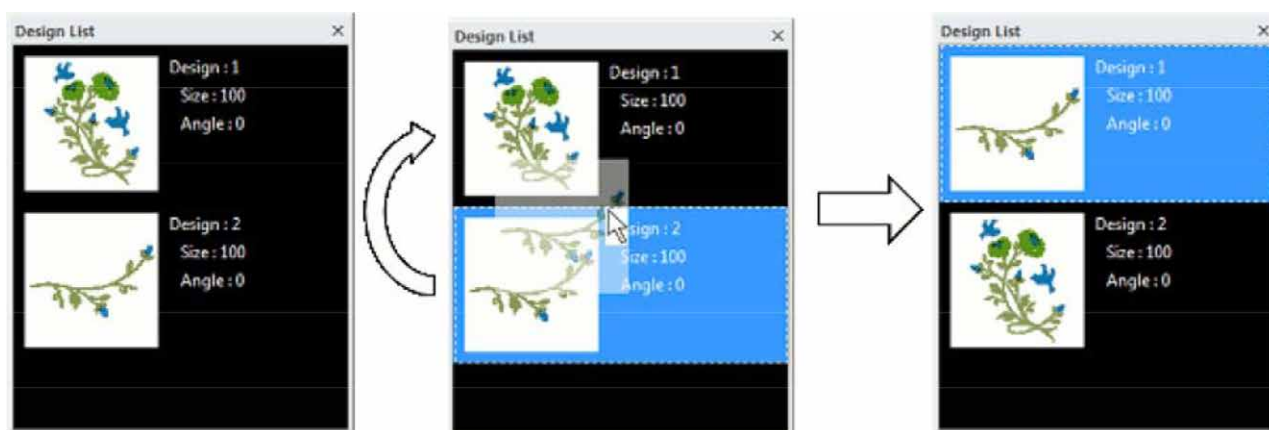 Design List
Design : 1
Size : 100
Angle : 0
Design : 2
Size : 100
Angle : 0
Design List
Design : 1
Size : 100
Angle : 0
sign : 2
Size : 100
Angle : 0
Design List
Design : 1
Size : 100
Angle : 0
Design : 2
Size : 100
Angle : 0